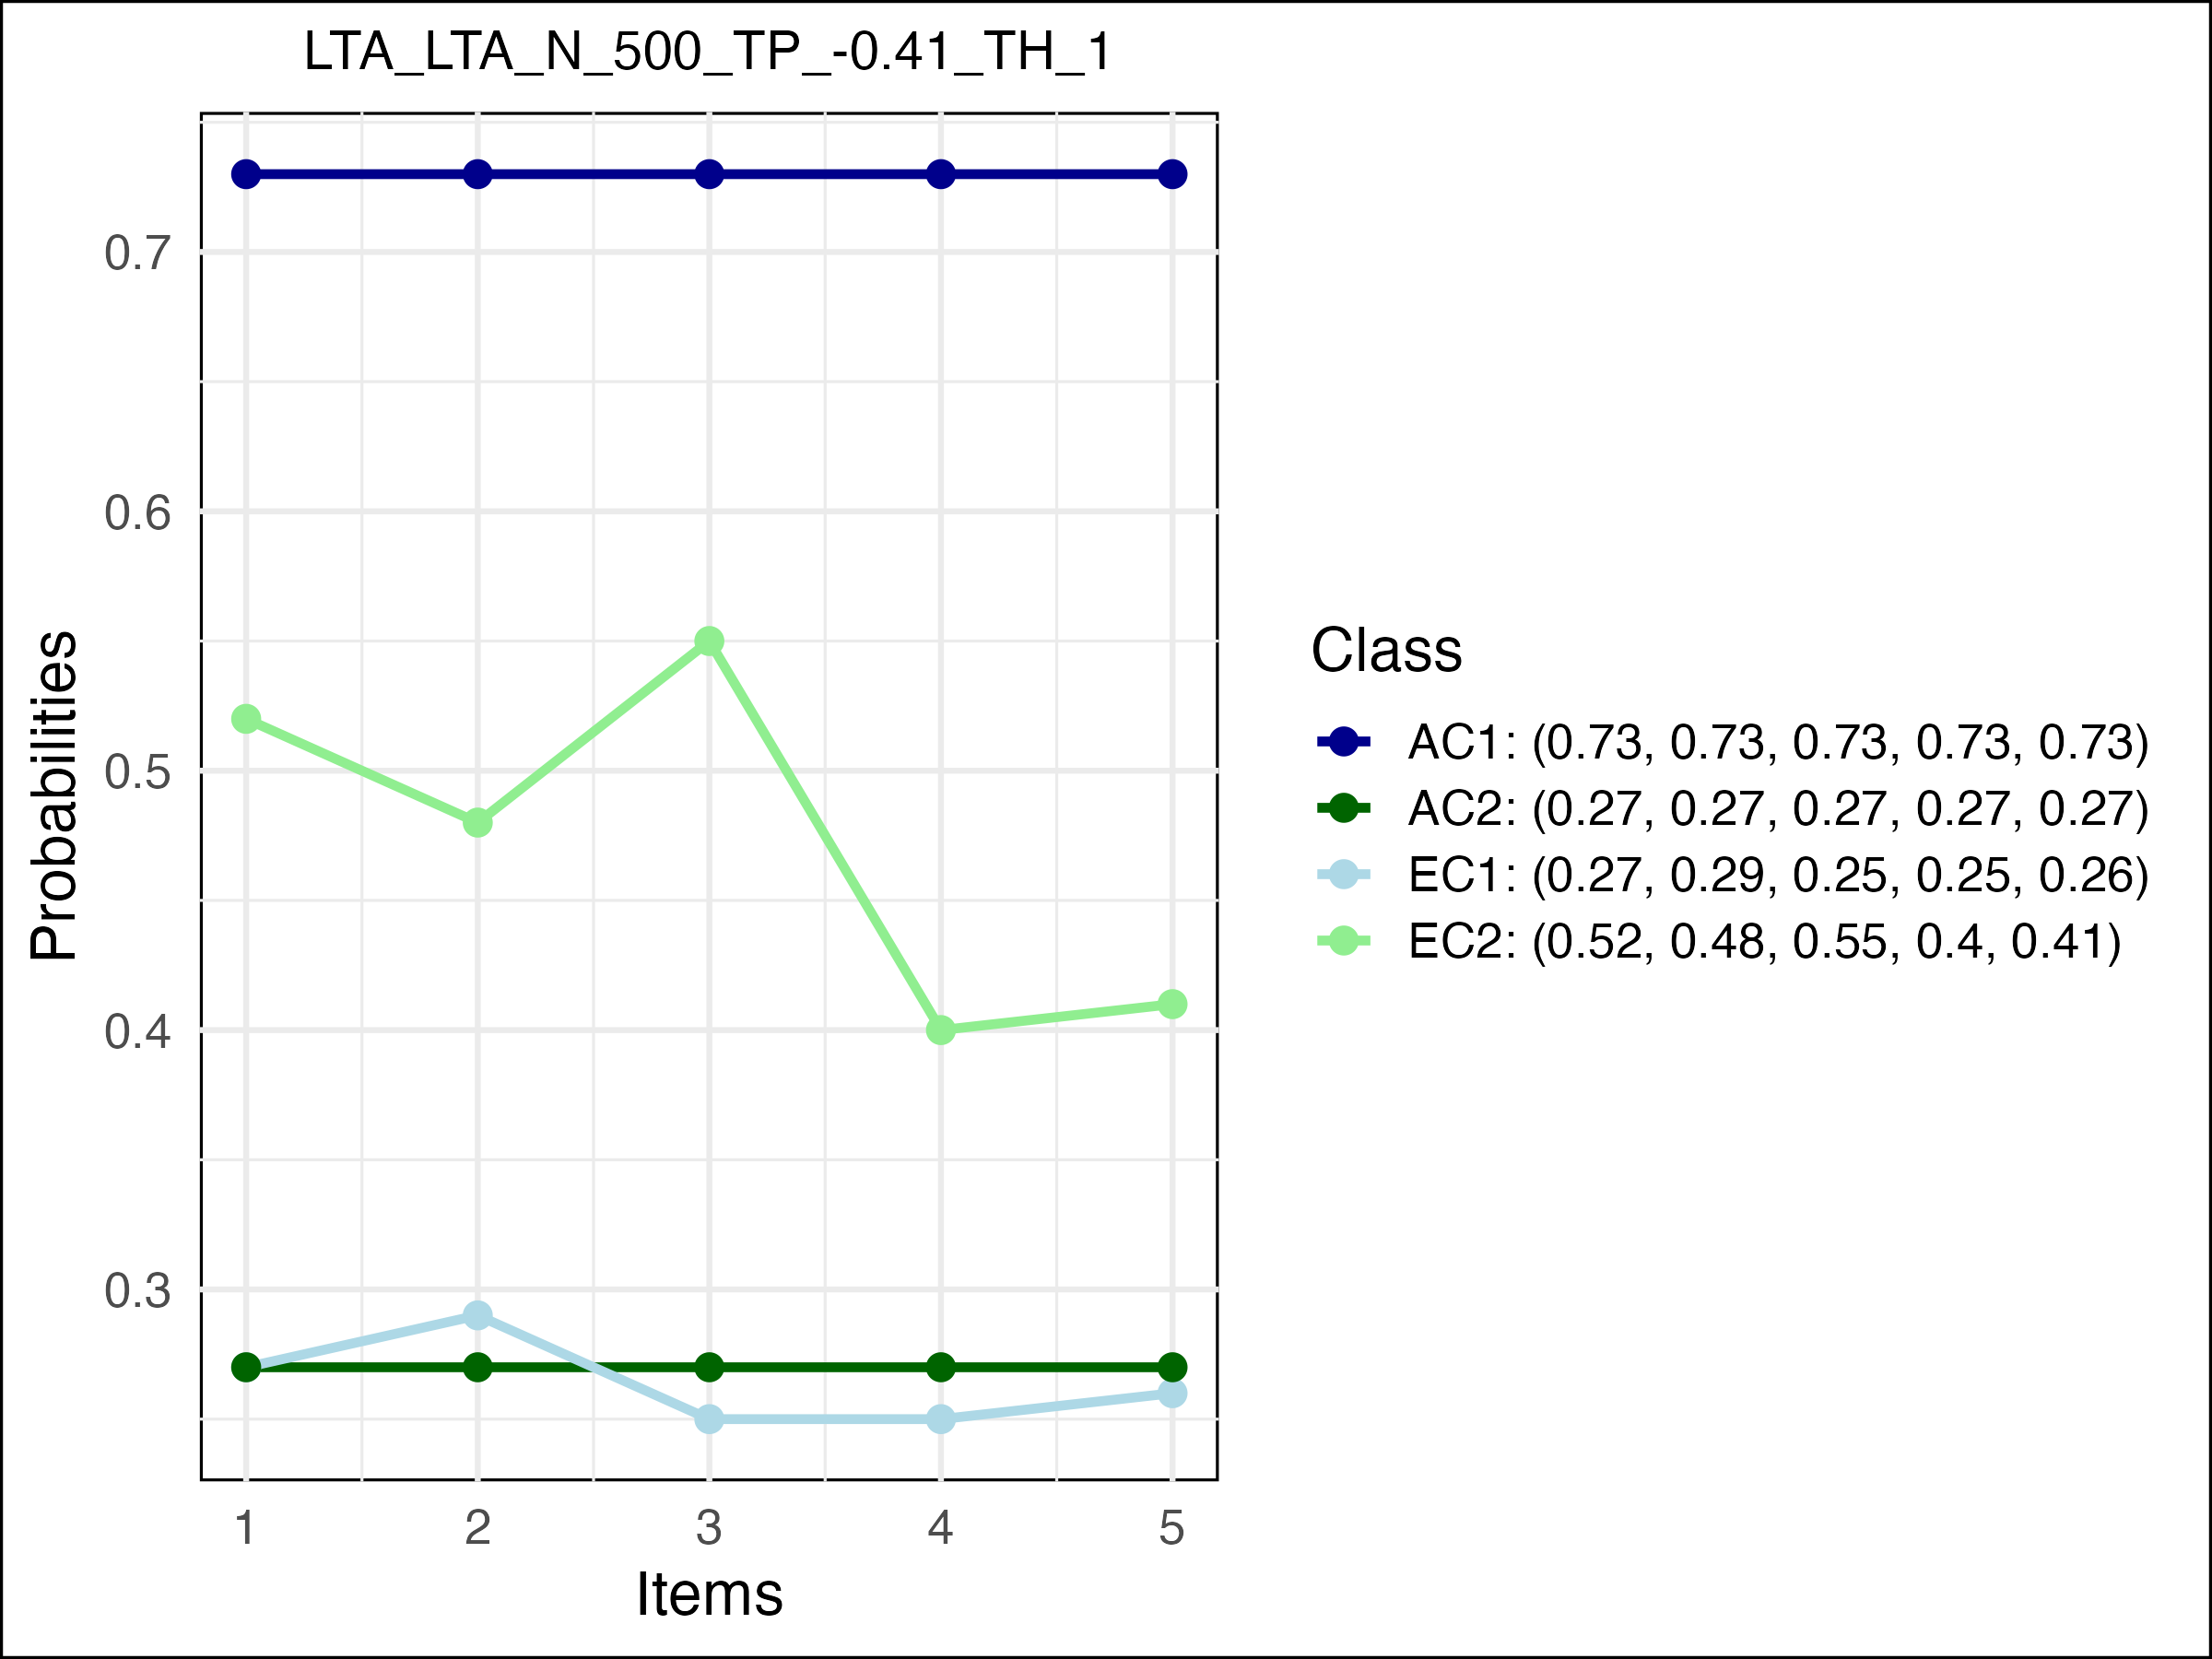 LTA_LTA_N_500_TP_-0.41_TH_1
Probabilities
0.7
0.6
0.5
0.4
0.3
1 2 3 4 5
Items
Class
AC1: (0.73, 0.73, 0.73, 0.73, 0.73)
AC2: (0.27, 0.27, 0.27, 0.27, 0.27)
EC1: (0.27, 0.29, 0.25, 0.25, 0.26)
EC2: (0.52, 0.48, 0.55, 0.4, 0.41)